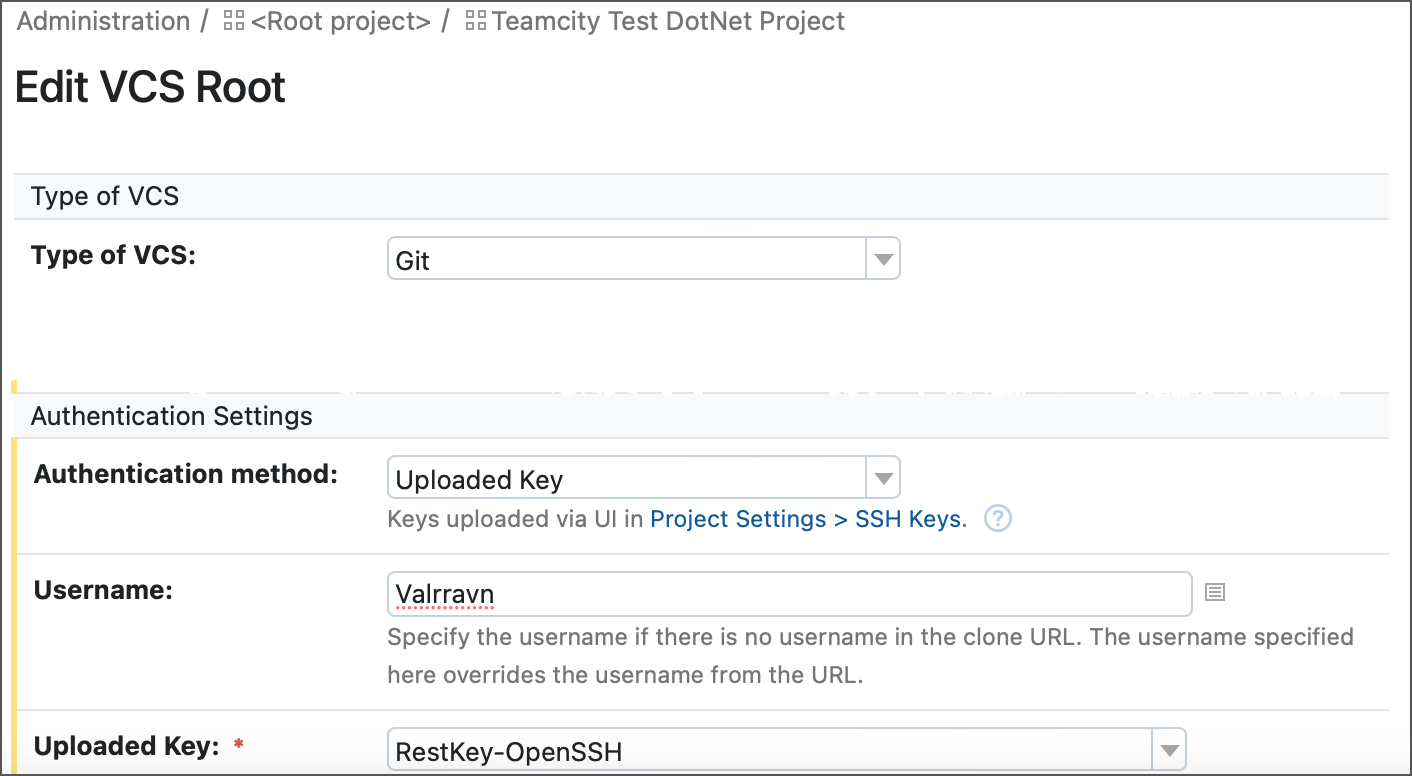 Administration / <Root project> / Teamcity Test DotNet Project
Edit VCS Root
Type of VCS
Type of VCS: Git
Authentication Settings
Authentication method: Uploaded Key
Keys uploaded via UI in Project Settings > SSH Keys. ?
Username: Valrravn
Specify the username if there is no username in the clone URL. The username specified
here overrides the username from the URL.
Uploaded Key: * RestKey-OpenSSH